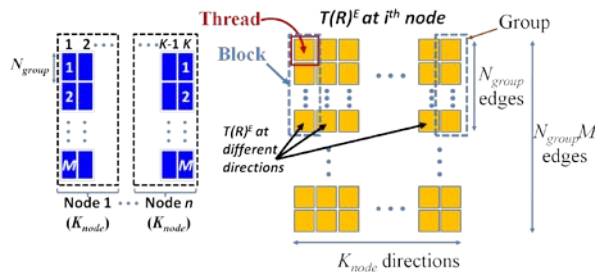 1 2 ..... K-1 K
N_group
1
1
2
2
M
M
Node 1 ..... Node n
(K_node) (K_node)
Thread
T(R)^E at i^th node
Group
Block
N_group
edges
T(R)^E at
different
directions
N_groupM
edges
K_node directions